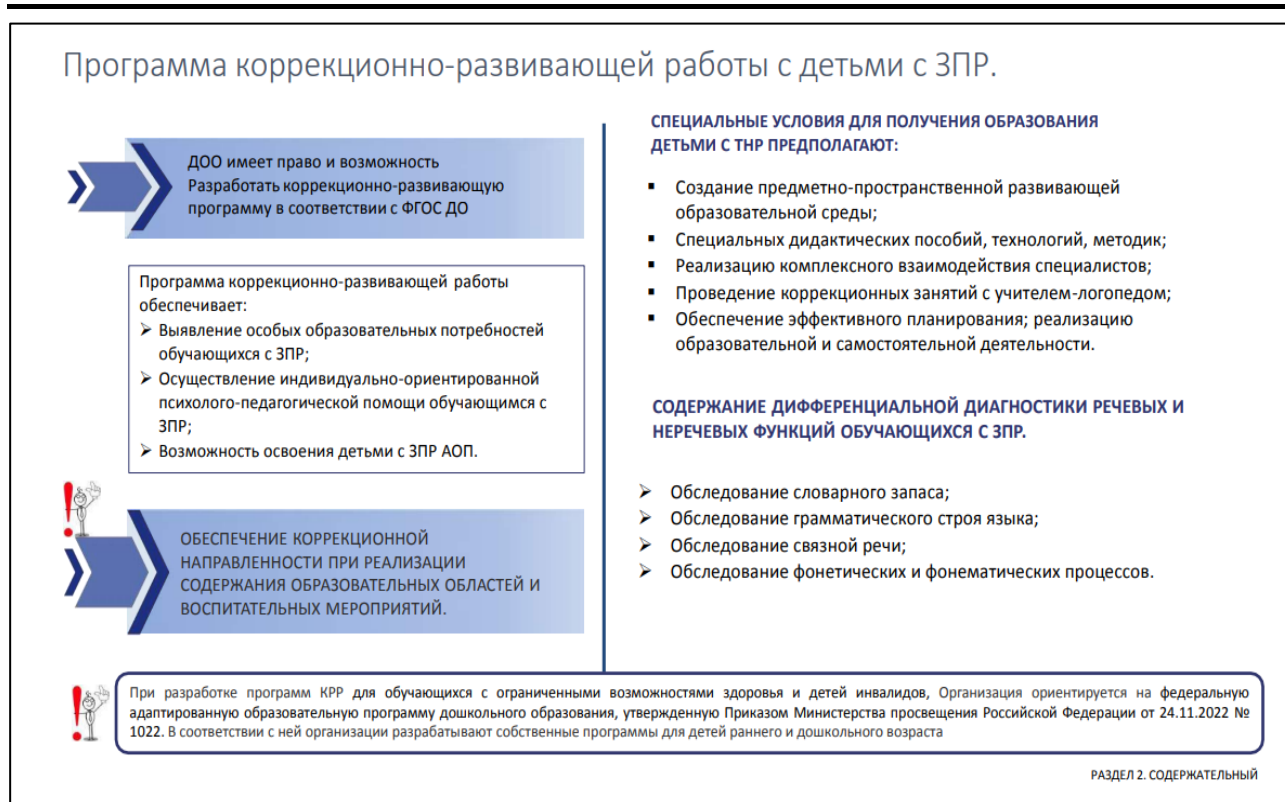 Программа коррекционно-развивающей работы с детьми с ЗПР.
ДОО имеет право и возможность
Разработать коррекционно-развивающую
программу в соответствии с ФГОС ДО
Программа коррекционно-развивающей работы
обеспечивает:
➢ Выявление особых образовательных потребностей
обучающихся с ЗПР;
➢ Осуществление индивидуально-ориентированной
психолого-педагогической помощи обучающимся с
ЗПР;
➢ Возможность освоения детьми с ЗПР АОП.
ОБЕСПЕЧЕНИЕ КОРРЕКЦИОННОЙ
НАПРАВЛЕННОСТИ ПРИ РЕАЛИЗАЦИИ
СОДЕРЖАНИЯ ОБРАЗОВАТЕЛЬНЫХ ОБЛАСТЕЙ И
ВОСПИТАТЕЛЬНЫХ МЕРОПРИЯТИЙ.
СПЕЦИАЛЬНЫЕ УСЛОВИЯ ДЛЯ ПОЛУЧЕНИЯ ОБРАЗОВАНИЯ
ДЕТЬМИ С ТНР ПРЕДПОЛАГАЮТ:
▪ Создание предметно-пространственной развивающей
образовательной среды;
▪ Специальных дидактических пособий, технологий, методик;
▪ Реализацию комплексного взаимодействия специалистов;
▪ Проведение коррекционных занятий с учителем-логопедом;
▪ Обеспечение эффективного планирования; реализацию
образовательной и самостоятельной деятельности.
СОДЕРЖАНИЕ ДИФФЕРЕНЦИАЛЬНОЙ ДИАГНОСТИКИ РЕЧЕВЫХ И
НЕРЕЧЕВЫХ ФУНКЦИЙ ОБУЧАЮЩИХСЯ С ЗПР.
➢ Обследование словарного запаса;
➢ Обследование грамматического строя языка;
➢ Обследование связной речи;
➢ Обследование фонетических и фонематических процессов.
При разработке программ КРР для обучающихся с ограниченными возможностями здоровья и детей инвалидов, Организация ориентируется на федеральную
адаптированную образовательную программу дошкольного образования, утвержденную Приказом Министерства просвещения Российской Федерации от 24.11.2022 №
1022. В соответствии с ней организации разрабатывают собственные программы для детей раннего и дошкольного возраста
РАЗДЕЛ 2. СОДЕРЖАТЕЛЬНЫЙ